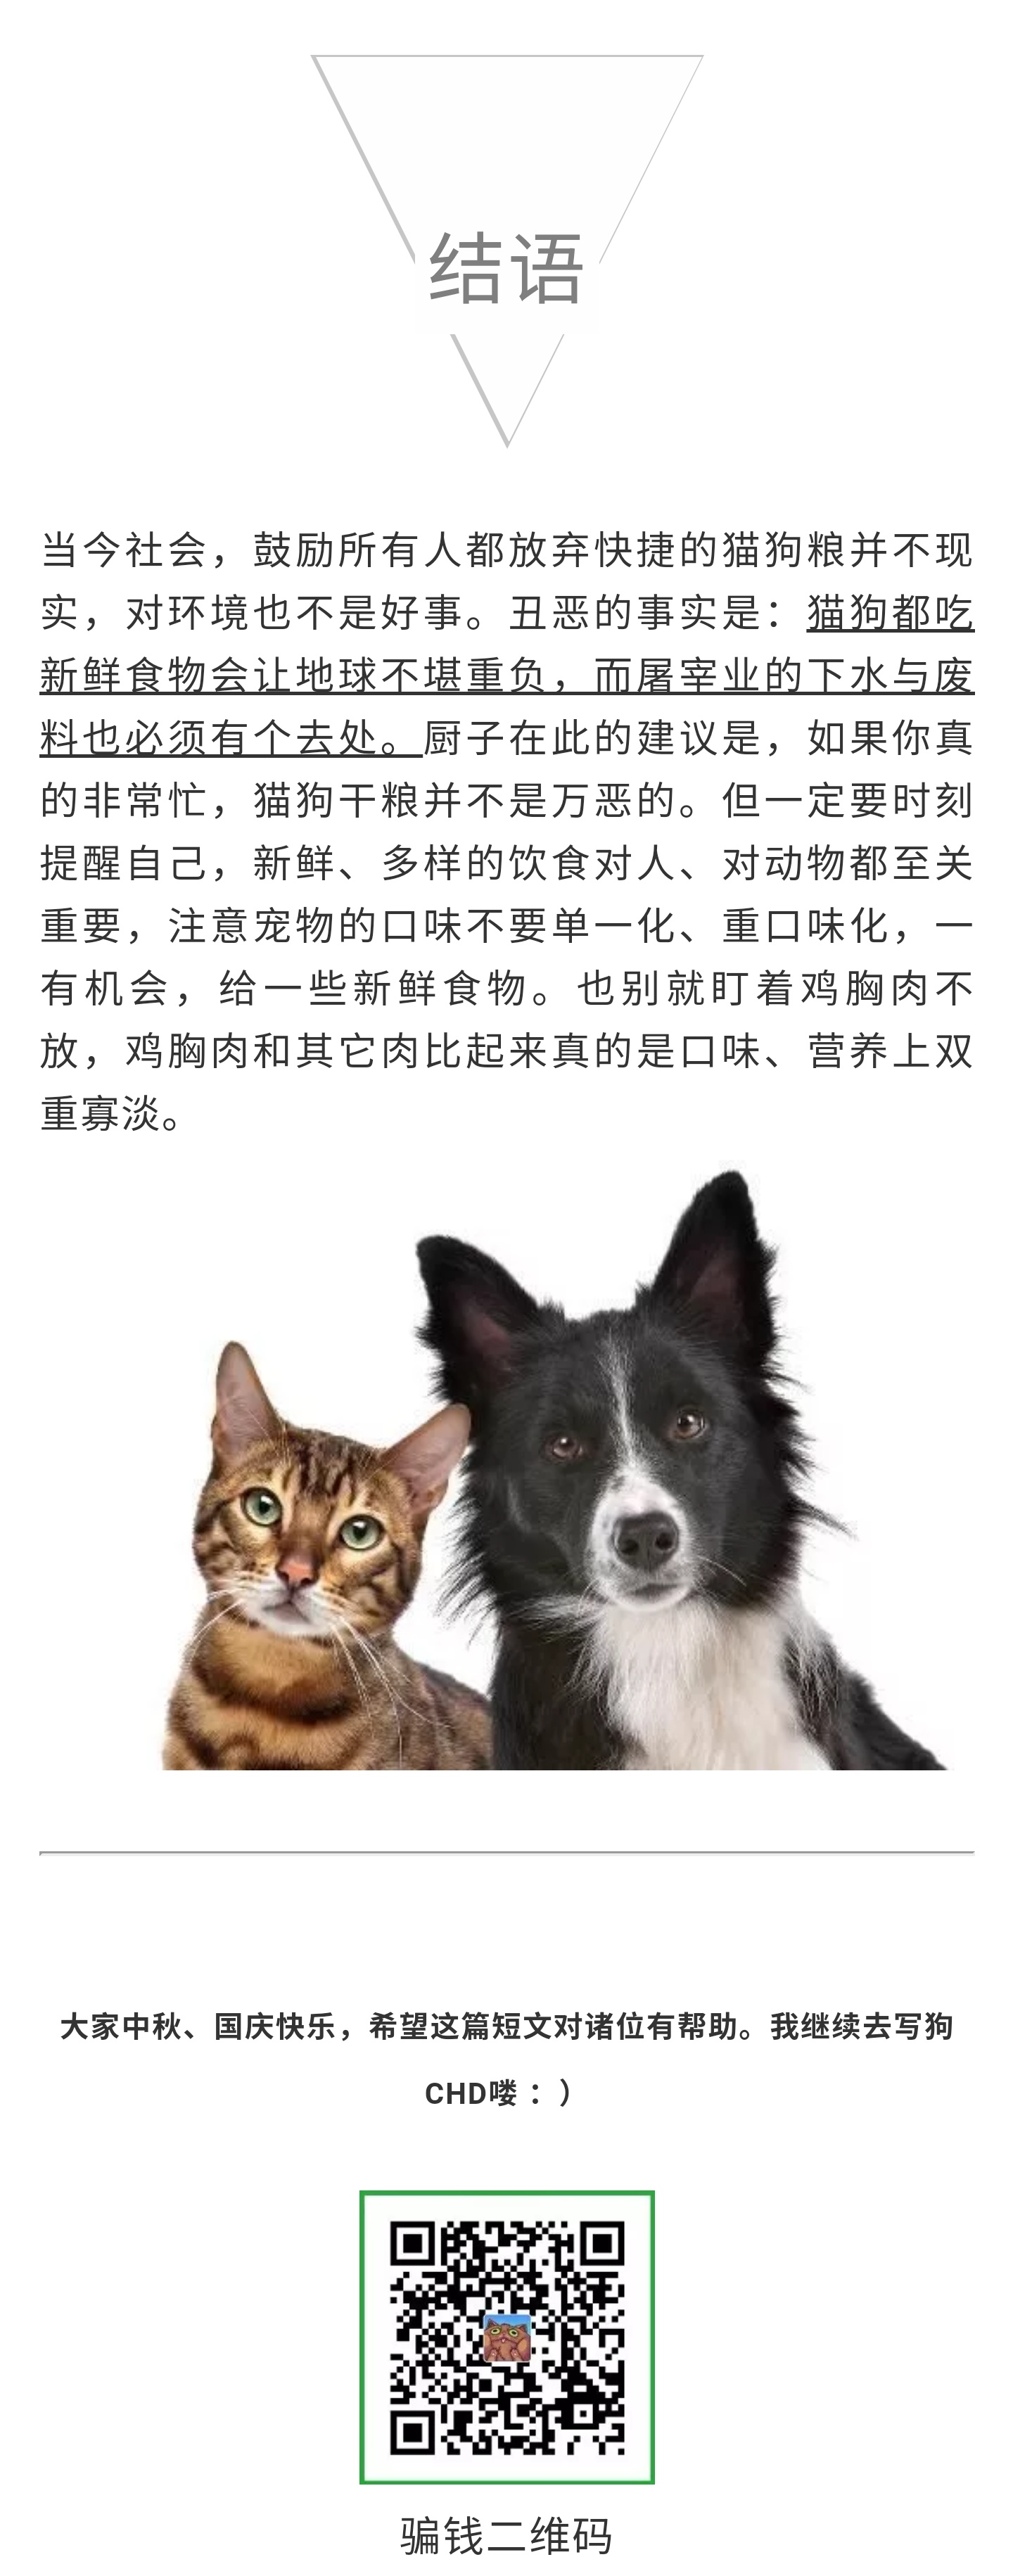 结语
当今社会，鼓励所有人都放弃快捷的猫狗粮并不现
实，对环境也不是好事。丑恶的事实是：猫狗都吃
新鲜食物会让地球不堪重负，而屠宰业的下水与废
料也必须有个去处。厨子在此的建议是，如果你真
的非常忙，猫狗干粮并不是万恶的。但一定要时刻
提醒自己，新鲜、多样的饮食对人、对动物都至关
重要，注意宠物的口味不要单一化、重口味化，一
有机会，给一些新鲜食物。也别就盯着鸡胸肉不
放，鸡胸肉和其它肉比起来真的是口味、营养上双
重寡淡。
大家中秋、国庆快乐，希望这篇短文对诸位有帮助。我继续去写狗
CHD喽：）
骗钱二维码